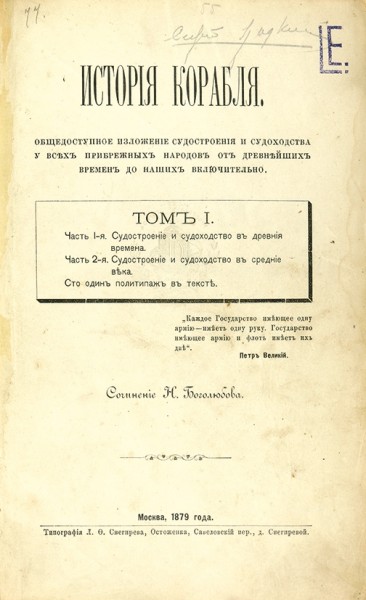 77.
55
LE.
ИСТОРІЯ КОРАБЛЯ.
ОБЩЕДОСТУПНОЕ ИЗЛОЖЕНІЕ СУДОСТРОЕНІЯ И СУДОХОДСТВА
У ВСѢХЪ ПРИБРЕЖНЫХЪ НАРОДОВЪ ОТЪ ДРЕВНѢЙШИХЪ
ВРЕМЕНЪ ДО НАШИХЪ ВКЛЮЧИТЕЛЬНО.
ТОМЪ I.
Часть I-я. Судостроеніе и судоходство въ древнія
времена.
Часть 2-я. Судостроеніе и судоходство въ средніе
вѣка.
Сто одинъ политипажъ въ текстѣ.
„Каждое Государство имѣющее одну
армію—имѣетъ одну руку. Государство
имѣющее армію и флотъ имѣетъ ихъ
двѣ“.
Петръ Великій.
Сочиненіе Н. Боголюбова.
Москва, 1879 года.
Типографія Л. Ѳ. Снегирева, Остоженка, Савеловскій пер., д. Снегиревой.